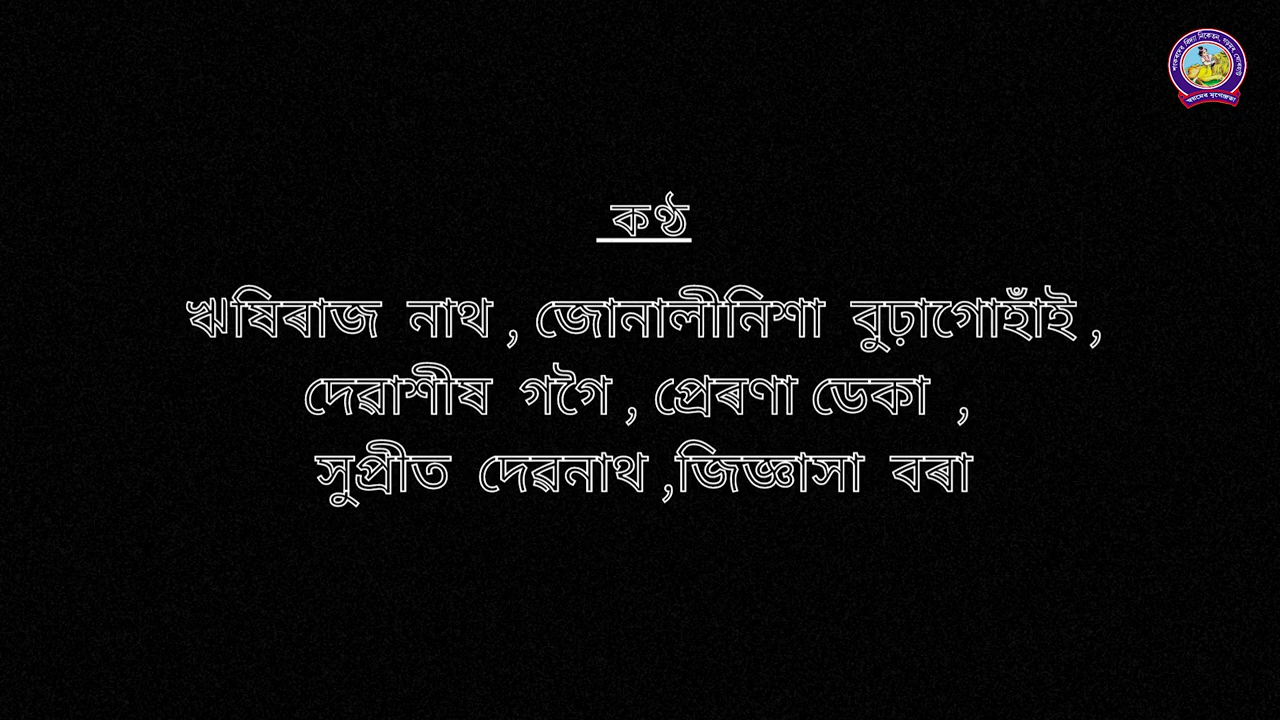 কণ্ঠ
ঋষিৰাজ নাথ , জোনালীনিশা বুঢ়াগোহাঁই ,
দেৱাশীষ গগৈ , প্ৰেৰণা ডেকা ,
সুপ্ৰীত দেৱনাথ ,জিজ্ঞাসা বৰা